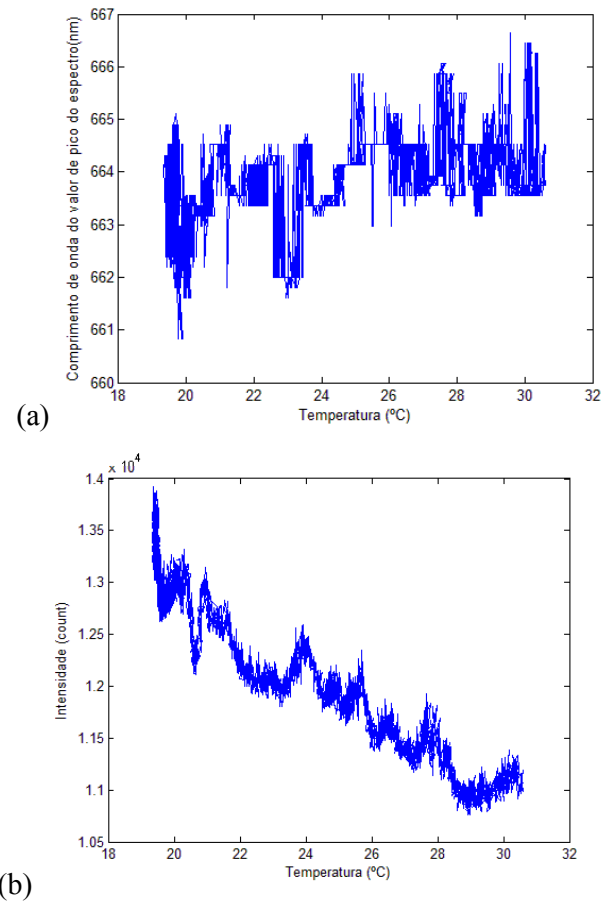 667
666
665
664
663
662
661
660
Comprimento de onda do valor de pico do espectro(nm)
18 20 22 24 26 28 30 32
Temperatura (ºC)
(a)
x 10^4
1.4
1.35
1.3
1.25
1.2
1.15
1.1
1.05
Intensidade (count)
18 20 22 24 26 28 30 32
Temperatura (ºC)
(b)